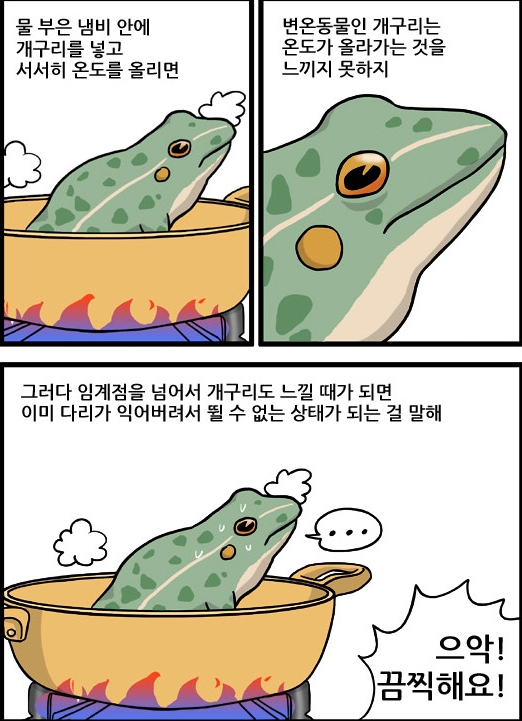 물 부은 냄비 안에
개구리를 넣고
서서히 온도를 올리면
변온동물인 개구리는
온도가 올라가는 것을
느끼지 못하지
그러다 임계점을 넘어서 개구리도 느낄 때가 되면
이미 다리가 익어버려서 뛸 수 없는 상태가 되는 걸 말해
...
으악!
끔찍해요!